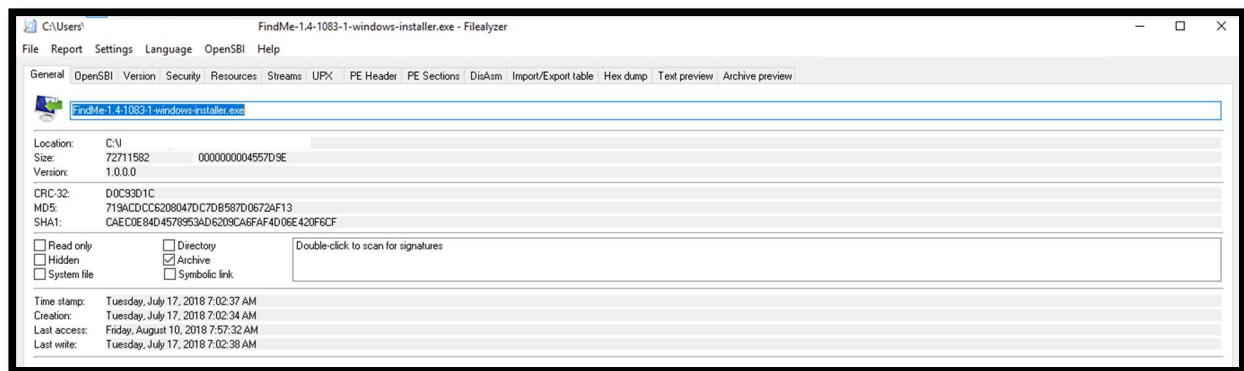 C:\Users\ FindMe-1.4-1083-1-windows-installer.exe - Filealyzer
File Report Settings Language OpenSBI Help
General OpenSBI Version Security Resources Streams UPX PE Header PE Sections DisAsm Import/Export table Hex dump Text preview Archive preview
FindMe-1.4-1083-1-windows-installer.exe
Location: C:\
Size: 72711582 0000000004557D9E
Version: 1.0.0.0
CRC-32: D0C93D1C
MD5: 719ACDCC6208047DC7DB587D0672AF13
SHA1: CAEC0E84D4578953AD6209CA6FAF4D06E420F6CF
Read only Directory Double-click to scan for signatures
Hidden Archive
System file Symbolic link
Time stamp: Tuesday, July 17, 2018 7:02:37 AM
Creation: Tuesday, July 17, 2018 7:02:34 AM
Last access: Friday, August 10, 2018 7:57:32 AM
Last write: Tuesday, July 17, 2018 7:02:38 AM